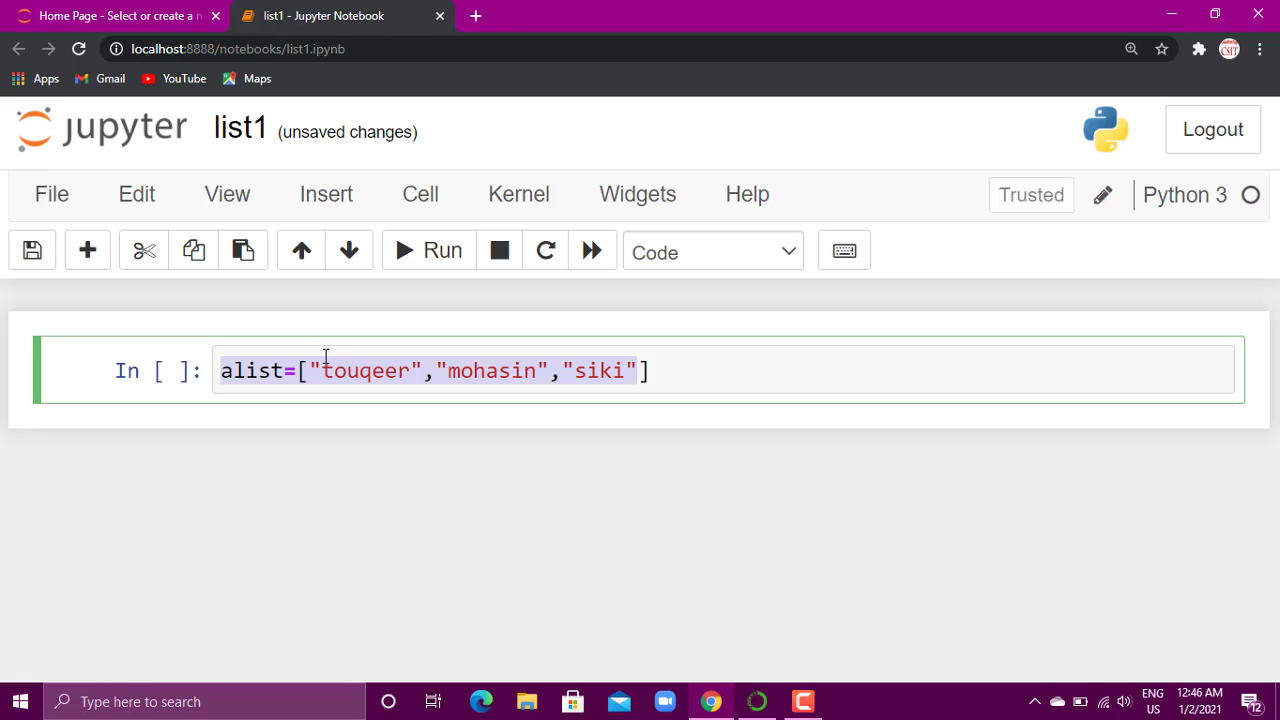 Home Page - Select or create a n
list1 - Jupyter Notebook
localhost:8888/notebooks/list1.ipynb
Apps Gmail YouTube Maps
CSIT
jupyter list1 (unsaved changes) Logout
File Edit View Insert Cell Kernel Widgets Help Trusted Python 3
Run Code
In [ ]: alist=["touqeer","mohasin","siki"]
Type here to search
ENG 12:46 AM
US 1/2/2021 12